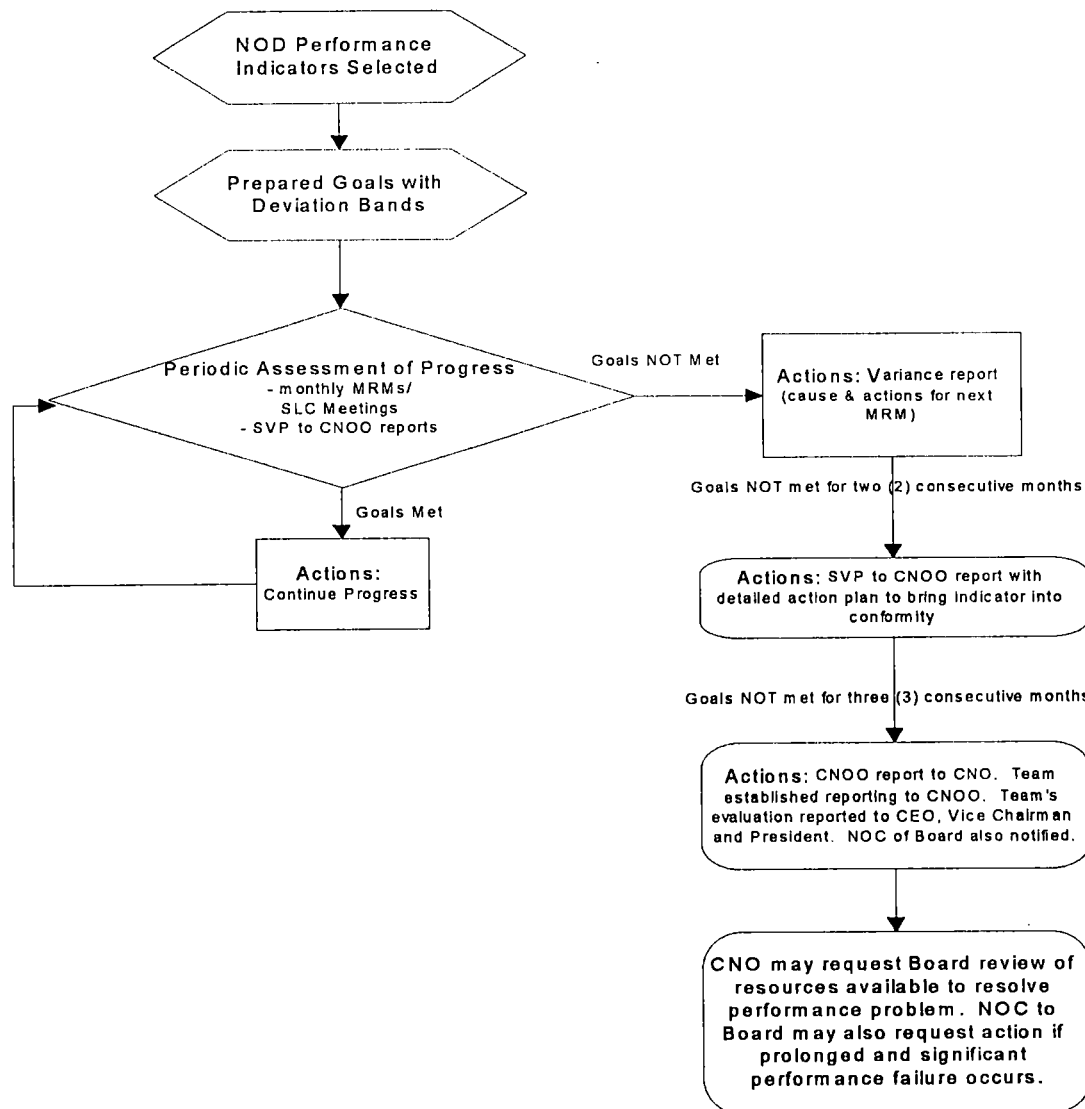 NOD Performance
Indicators Selected
Prepared Goals with
Deviation Bands
Periodic Assessment of Progress
- monthly MRMs/
SLC Meetings
- SVP to CNOO reports
Goals NOT Met
Actions: Variance report
(cause & actions for next
MRM)
Goals Met
Actions:
Continue Progress
Goals NOT met for two (2) consecutive months
Actions: SVP to CNOO report with
detailed action plan to bring indicator into
conformity
Goals NOT met for three (3) consecutive months
Actions: CNOO report to CNO. Team
established reporting to CNOO. Team's
evaluation reported to CEO, Vice Chairman
and President. NOC of Board also notified.
CNO may request Board review of
resources available to resolve
performance problem. NOC to
Board may also request action if
prolonged and significant
performance failure occurs.